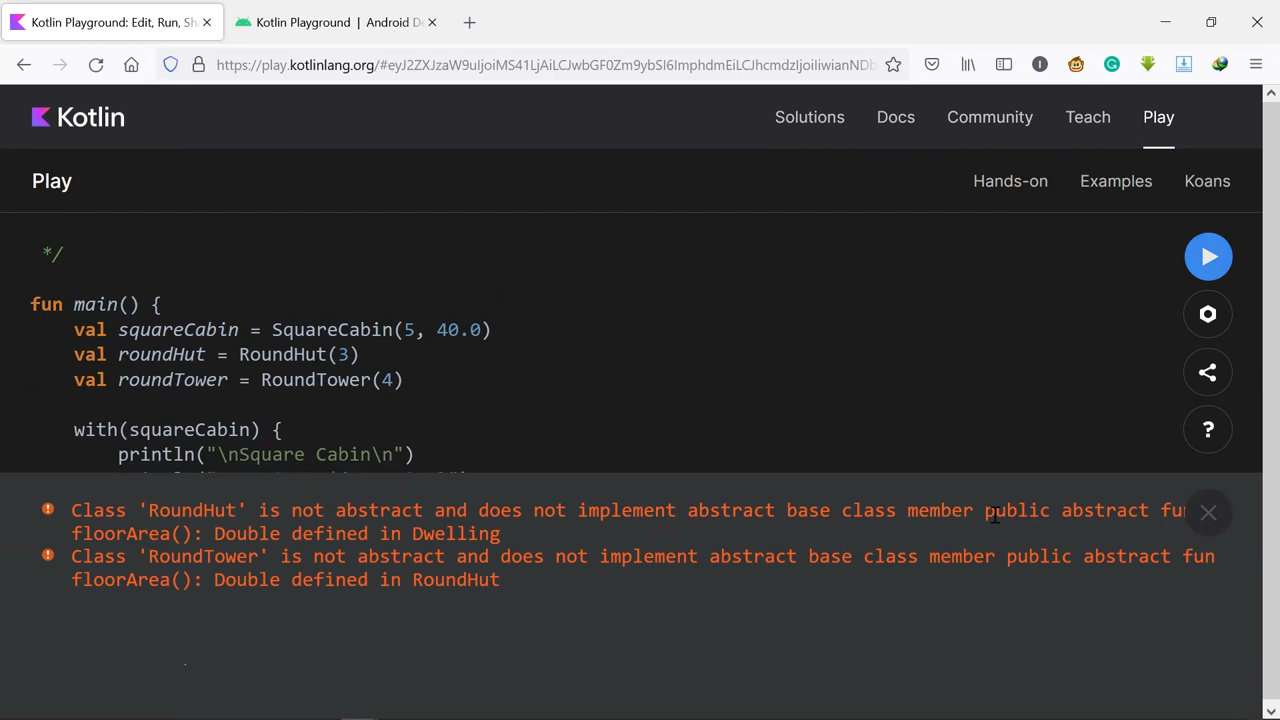 Kotlin Playground: Edit, Run, Sh
Kotlin Playground | Android De
https://play.kotlinlang.org/#eyJ2ZXJzaW9uIjoiMS41LjAiLCJwbGF0Zm9ybSI6ImphdmEiLCJhcmdzIjoiIiwianNDb
Kotlin
Solutions
Docs
Community
Teach
Play
Play
Hands-on
Examples
Koans
*/
fun main() {
val squareCabin = SquareCabin(5, 40.0)
val roundHut = RoundHut(3)
val roundTower = RoundTower(4)
with(squareCabin) {
println("\nSquare Cabin\n")
Class 'RoundHut' is not abstract and does not implement abstract base class member public abstract fun
floorArea(): Double defined in Dwelling
Class 'RoundTower' is not abstract and does not implement abstract base class member public abstract fun
floorArea(): Double defined in RoundHut